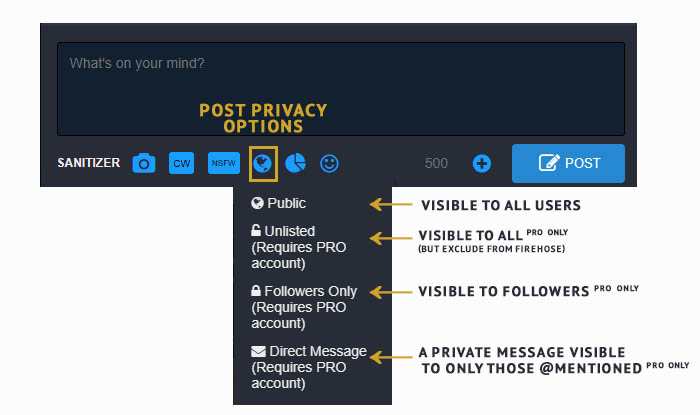 What's on your mind?
POST PRIVACY
OPTIONS
SANITIZER CW NSFW 500 POST
Public
VISIBLE TO ALL USERS
Unlisted
(Requires PRO
account)
VISIBLE TO ALL PRO ONLY
(BUT EXCLUDE FROM FIREHOSE)
Followers Only
(Requires PRO
account)
VISIBLE TO FOLLOWERS PRO ONLY
Direct Message
(Requires PRO
account)
A PRIVATE MESSAGE VISIBLE
TO ONLY THOSE @MENTIONED PRO ONLY